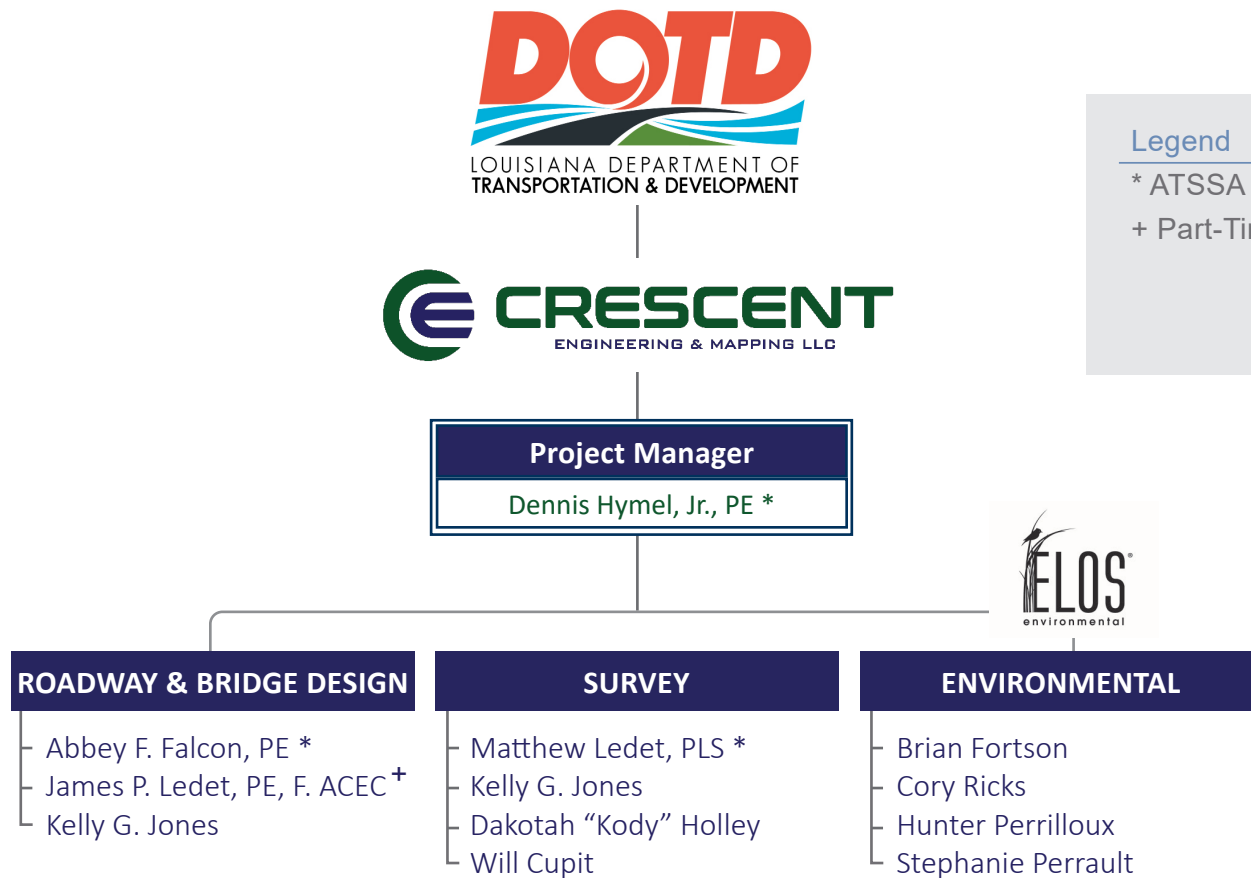 DOTD
LOUISIANA DEPARTMENT OF
TRANSPORTATION & DEVELOPMENT
Legend
* ATSSA
+
CE CRESCENT
ENGINEERING & MAPPING LLC
Project Manager
Dennis Hymel, Jr., PE *
ELOS®
environmental
ROADWAY & BRIDGE DESIGN
Abbey F. Falcon, PE *
James P. Ledet, PE, F. ACEC +
Kelly G. Jones
SURVEY
Matthew Ledet, PLS *
Kelly G. Jones
Dakotah “Kody” Holley
Will Cupit
ENVIRONMENTAL
Brian Fortson
Cory Ricks
Hunter Perrilloux
Stephanie Perrault